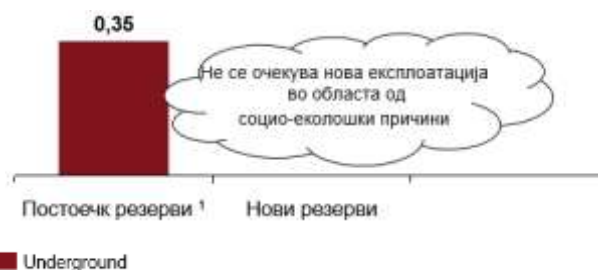 0,35
Не се очекува нова експлоатација
во областа од
социо-еколошки причини
Постоечк резерви ¹
Нови резерви
Underground